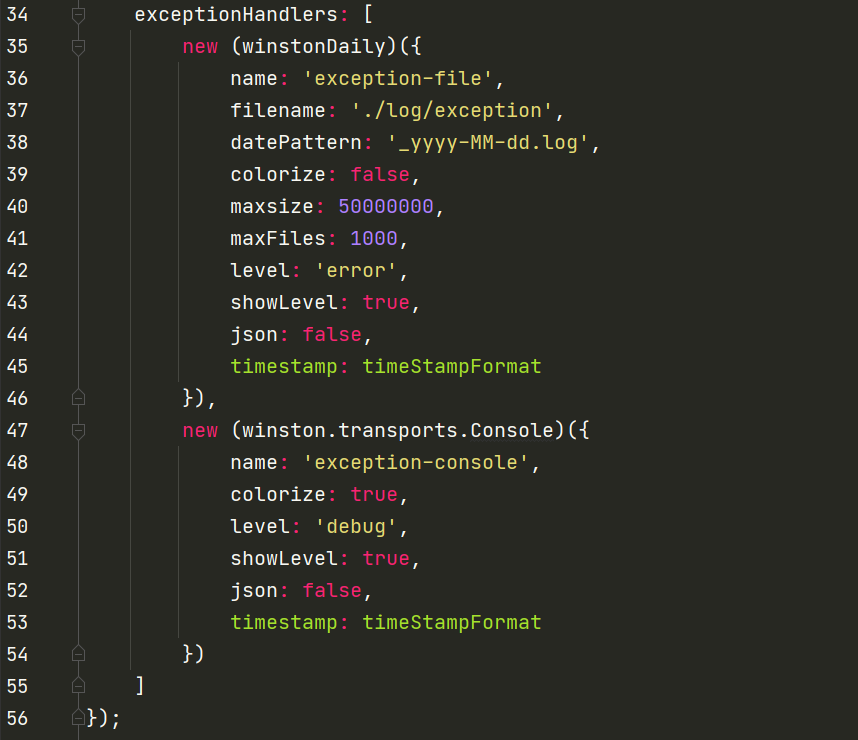 34 exceptionHandlers: [
35 new (winstonDaily)({
36 name: 'exception-file',
37 filename: './log/exception',
38 datePattern: '_yyyy-MM-dd.log',
39 colorize: false,
40 maxsize: 50000000,
41 maxFiles: 1000,
42 level: 'error',
43 showLevel: true,
44 json: false,
45 timestamp: timeStampFormat
46 }),
47 new (winston.transports.Console)({
48 name: 'exception-console',
49 colorize: true,
50 level: 'debug',
51 showLevel: true,
52 json: false,
53 timestamp: timeStampFormat
54 })
55 ]
56 });